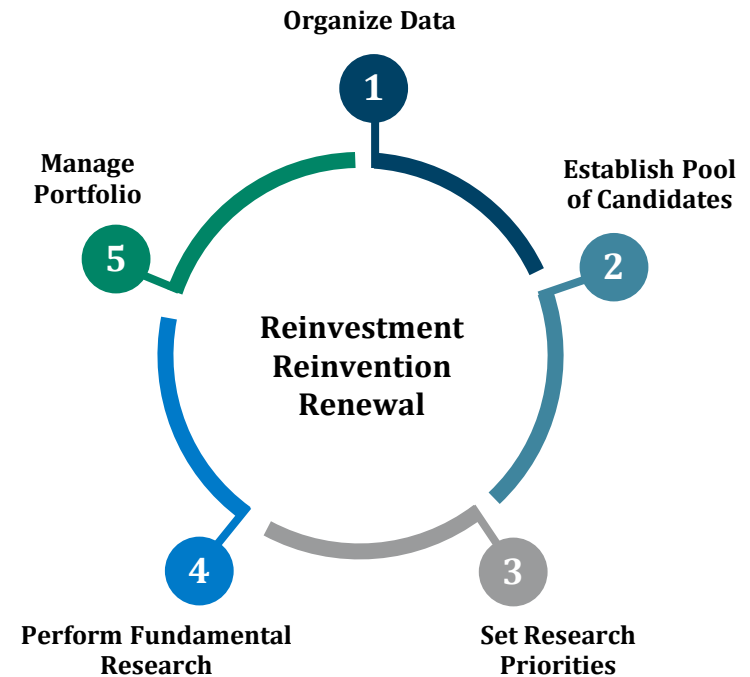 Organize Data
1
Establish Pool
of Candidates
2
Set Research
Priorities
3
Perform Fundamental
Research
4
Manage
Portfolio
5
Reinvestment
Reinvention
Renewal